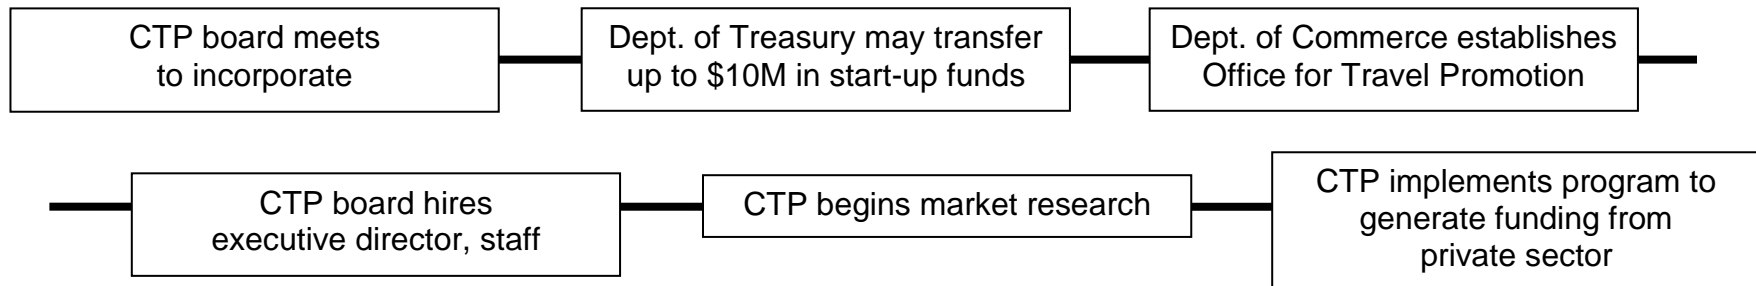 CTP board meets
to incorporate
Dept. of Treasury may transfer
up to $10M in start-up funds
Dept. of Commerce establishes
Office for Travel Promotion
CTP board hires
executive director, staff
CTP begins market research
CTP implements program to
generate funding from
private sector